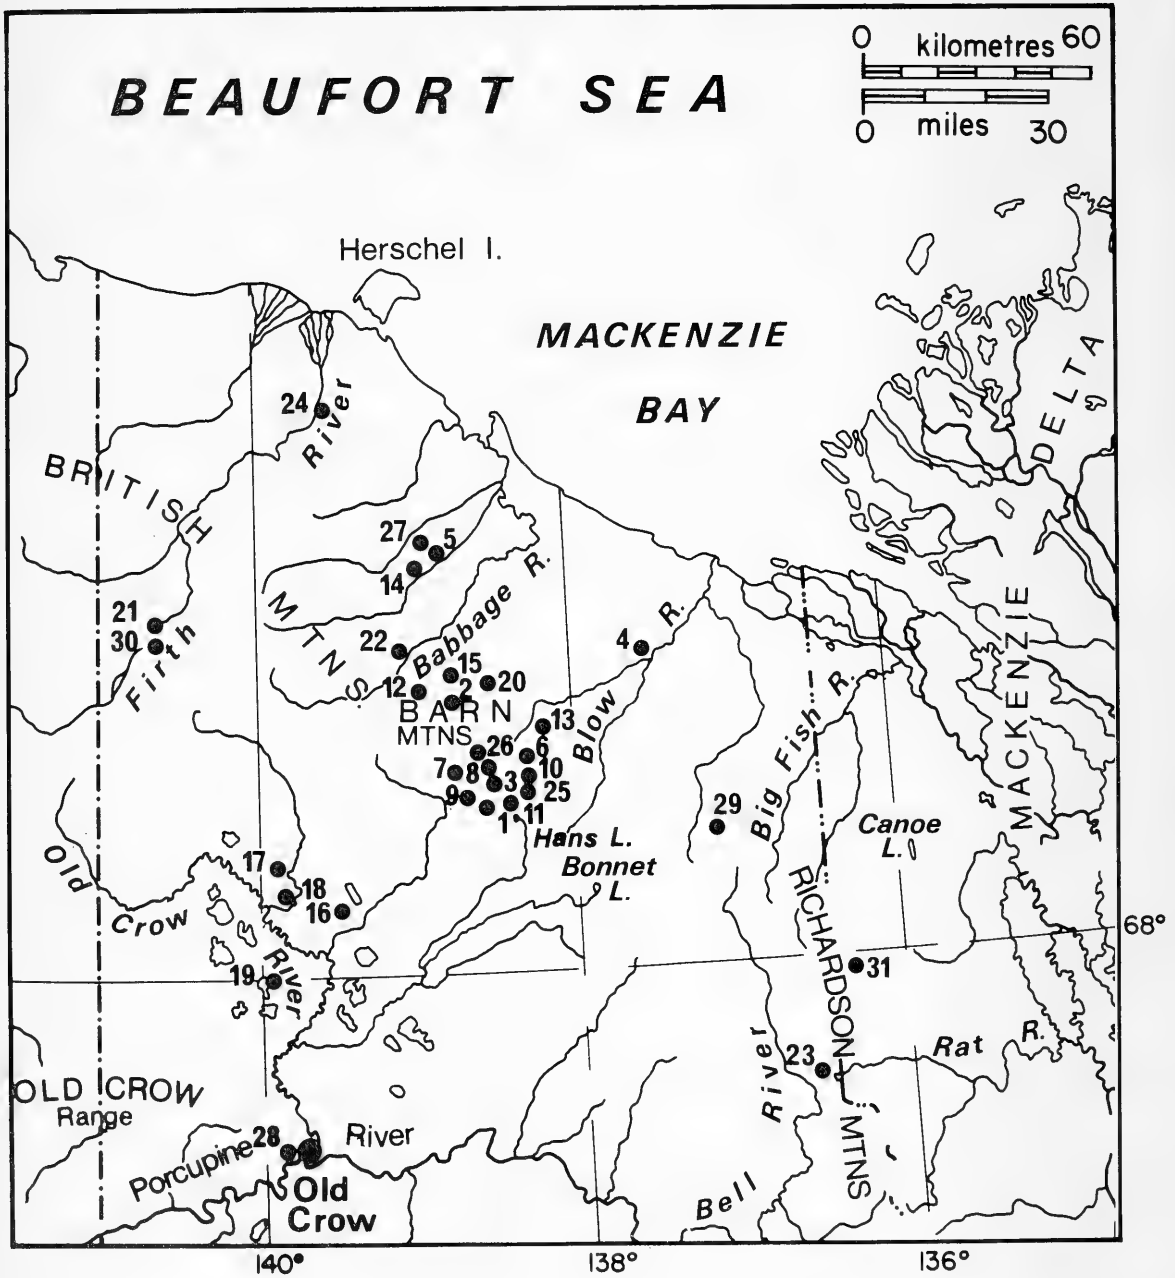 0 kilometres 60
0 miles 30
BEAUFORT SEA
Herschel I.
MACKENZIE
BAY
DELTA
24
River
BRITISH
27
5
14
Babbage R.
MTNS.
21
30
Firth
22
4
15
20
12
2
BARN
MTNS
13
Blow R.
26
6
7
8
10
3
25
9
1
11
Hans L.
Bonnet
L.
29
Big Fish R.
Canoe
L.
MACKENZIE
17
18
16
Old
Crow
River
19
68°
31
RICHARDSON
MTNS
23
Rat R.
River
Bell
OLD CROW
Range
Porcupine
28
River
Old
Crow
140°
138°
136°